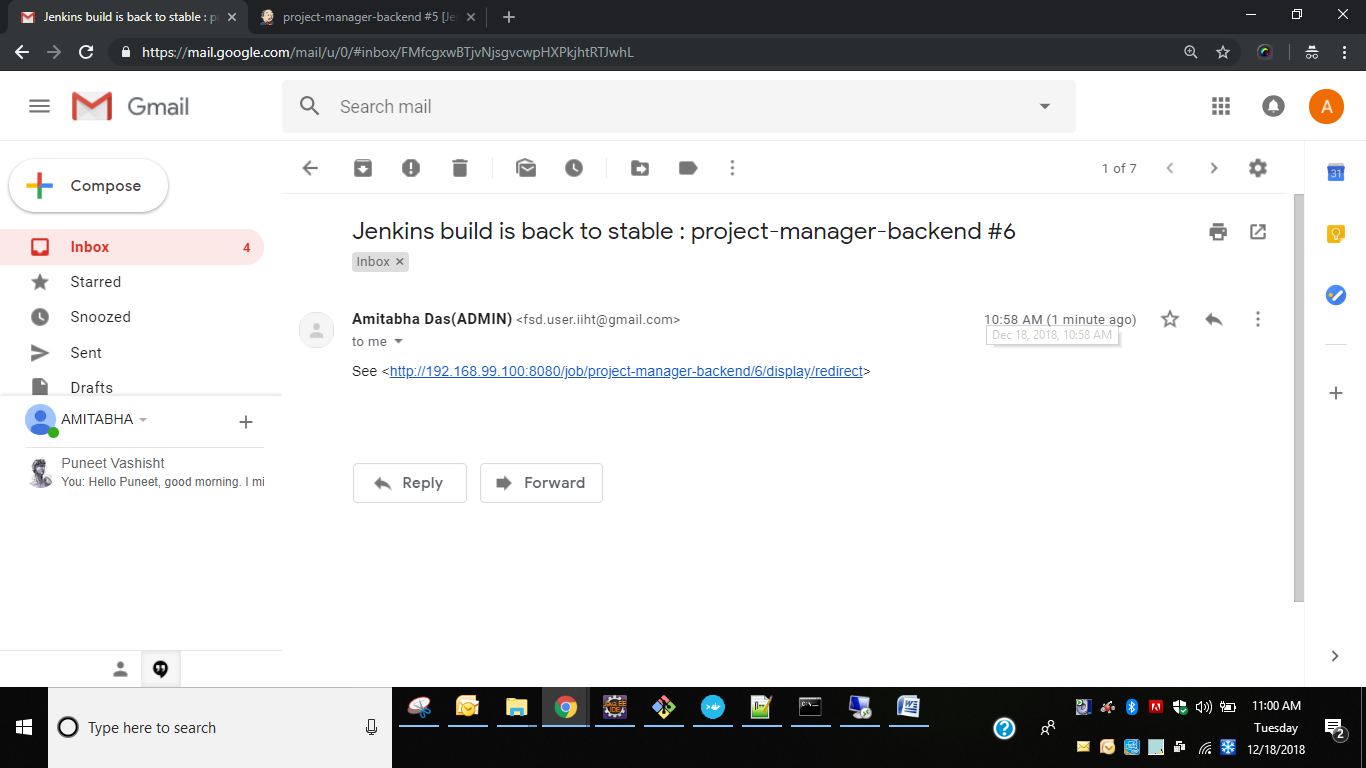 Jenkins build is back to stable : p
project-manager-backend #5 [Je
https://mail.google.com/mail/u/0/#inbox/FMfcgxwBTjvNjsgvcwpHXPkjhtRTJwhL
Gmail
Search mail
A
Compose
1 of 7
31
Inbox 4
Starred
Snoozed
Sent
Drafts
AMITABHA
Puneet Vashisht
You: Hello Puneet, good morning. I mi
Jenkins build is back to stable : project-manager-backend #6
Inbox ×
Amitabha Das(ADMIN) <fsd.user.iiht@gmail.com>
10:58 AM (1 minute ago)
Dec 18, 2018, 10:58 AM
to me
See <http://192.168.99.100:8080/job/project-manager-backend/6/display/redirect>
Reply
Forward
Type here to search
11:00 AM
Tuesday
12/18/2018
2